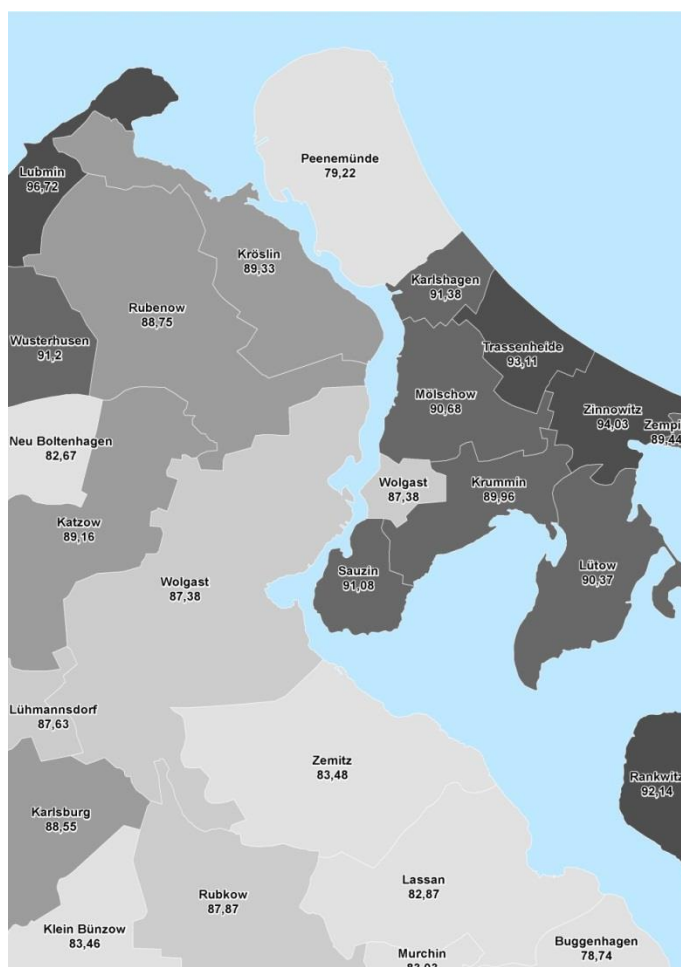 Peenemünde
79,22
Lubmin
96,72
Kröslin
89,33
Karlshagen
91,38
Rubenow
88,75
Wusterhusen
91,2
Trassenheide
93,11
Mölschow
90,68
Zinnowitz
94,03
Zempi
89,44
Neu Boltenhagen
82,67
Wolgast
87,38
Krummin
89,96
Katzow
89,16
Sauzin
91,08
Lütow
90,37
Wolgast
87,38
Lühmannsdorf
87,63
Zemitz
83,48
Rankwitz
92,14
Karlsburg
88,55
Lassan
82,87
Rubkow
87,87
Klein Bünzow
83,46
Buggenhagen
78,74
Murchin